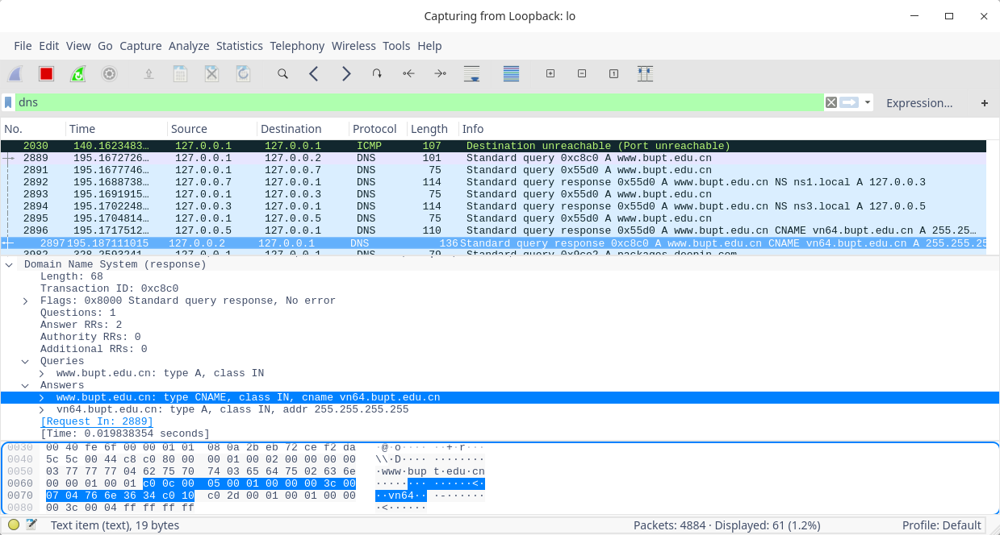 Capturing from Loopback: lo
File Edit View Go Capture Analyze Statistics Telephony Wireless Tools Help
dns Expression… +
No. Time Source Destination Protocol Length Info
2030 140.1623483… 127.0.0.1 127.0.0.1 ICMP 107 Destination unreachable (Port unreachable)
2889 195.1672726… 127.0.0.1 127.0.0.2 DNS 101 Standard query 0xc8c0 A www.bupt.edu.cn
2891 195.1677746… 127.0.0.1 127.0.0.7 DNS 75 Standard query 0x55d0 A www.bupt.edu.cn
2892 195.1688738… 127.0.0.7 127.0.0.1 DNS 114 Standard query response 0x55d0 A www.bupt.edu.cn NS ns1.local A 127.0.0.3
2893 195.1691915… 127.0.0.1 127.0.0.3 DNS 75 Standard query 0x55d0 A www.bupt.edu.cn
2894 195.1702248… 127.0.0.3 127.0.0.1 DNS 114 Standard query response 0x55d0 A www.bupt.edu.cn NS ns3.local A 127.0.0.5
2895 195.1704814… 127.0.0.1 127.0.0.5 DNS 75 Standard query 0x55d0 A www.bupt.edu.cn
2896 195.1717512… 127.0.0.5 127.0.0.1 DNS 110 Standard query response 0x55d0 A www.bupt.edu.cn CNAME vn64.bupt.edu.cn A 255.25…
2897 195.187111015 127.0.0.2 127.0.0.1 DNS 136 Standard query response 0xc8c0 A www.bupt.edu.cn CNAME vn64.bupt.edu.cn A 255.255.25
3982 328.2593241… 127.0.0.1 127.0.0.1 DNS 79 Standard query 0x9ce2 A packages.deepin.com
Domain Name System (response)
Length: 68
Transaction ID: 0xc8c0
Flags: 0x8000 Standard query response, No error
Questions: 1
Answer RRs: 2
Authority RRs: 0
Additional RRs: 0
Queries
www.bupt.edu.cn: type A, class IN
Answers
www.bupt.edu.cn: type CNAME, class IN, cname vn64.bupt.edu.cn
vn64.bupt.edu.cn: type A, class IN, addr 255.255.255.255
[Request In: 2889]
[Time: 0.019838354 seconds]
0030 00 40 fe 6f 00 00 01 01 08 0a 2b eb 72 ce f2 da ·@·o···· ··+·r···
0040 5c 5c 00 44 c8 c0 80 00 00 01 00 02 00 00 00 00 \\·D···· ········
0050 03 77 77 77 04 62 75 70 74 03 65 64 75 02 63 6e ·www·bup t·edu·cn
0060 00 00 01 00 01 c0 0c 00 05 00 01 00 00 00 3c 00 ········ ······<·
0070 07 04 76 6e 36 34 c0 10 c0 2d 00 01 00 01 00 00 ··vn64·· ·-······
0080 00 3c 00 04 ff ff ff ff ·<······
Text item (text), 19 bytes Packets: 4884 · Displayed: 61 (1.2%) Profile: Default